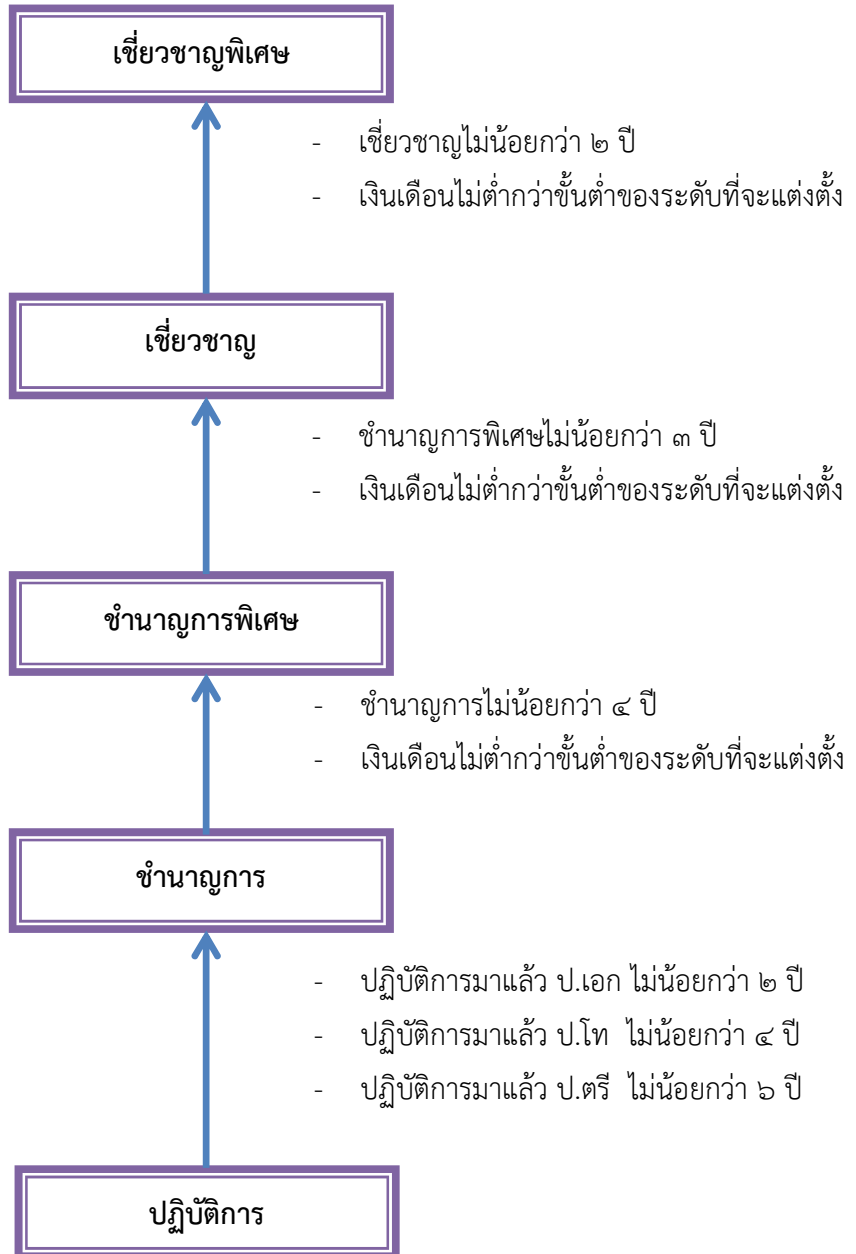 เชี่ยวชาญพิเศษ
- เชี่ยวชาญไม่น้อยกว่า ๒ ปี
- เงินเดือนไม่ต่ำกว่าขั้นต่ำของระดับที่จะแต่งตั้ง
เชี่ยวชาญ
- ชำนาญการพิเศษไม่น้อยกว่า ๓ ปี
- เงินเดือนไม่ต่ำกว่าขั้นต่ำของระดับที่จะแต่งตั้ง
ชำนาญการพิเศษ
- ชำนาญการไม่น้อยกว่า ๔ ปี
- เงินเดือนไม่ต่ำกว่าขั้นต่ำของระดับที่จะแต่งตั้ง
ชำนาญการ
- ปฏิบัติการมาแล้ว ป.เอก ไม่น้อยกว่า ๒ ปี
- ปฏิบัติการมาแล้ว ป.โท ไม่น้อยกว่า ๔ ปี
- ปฏิบัติการมาแล้ว ป.ตรี ไม่น้อยกว่า ๖ ปี
ปฏิบัติการ